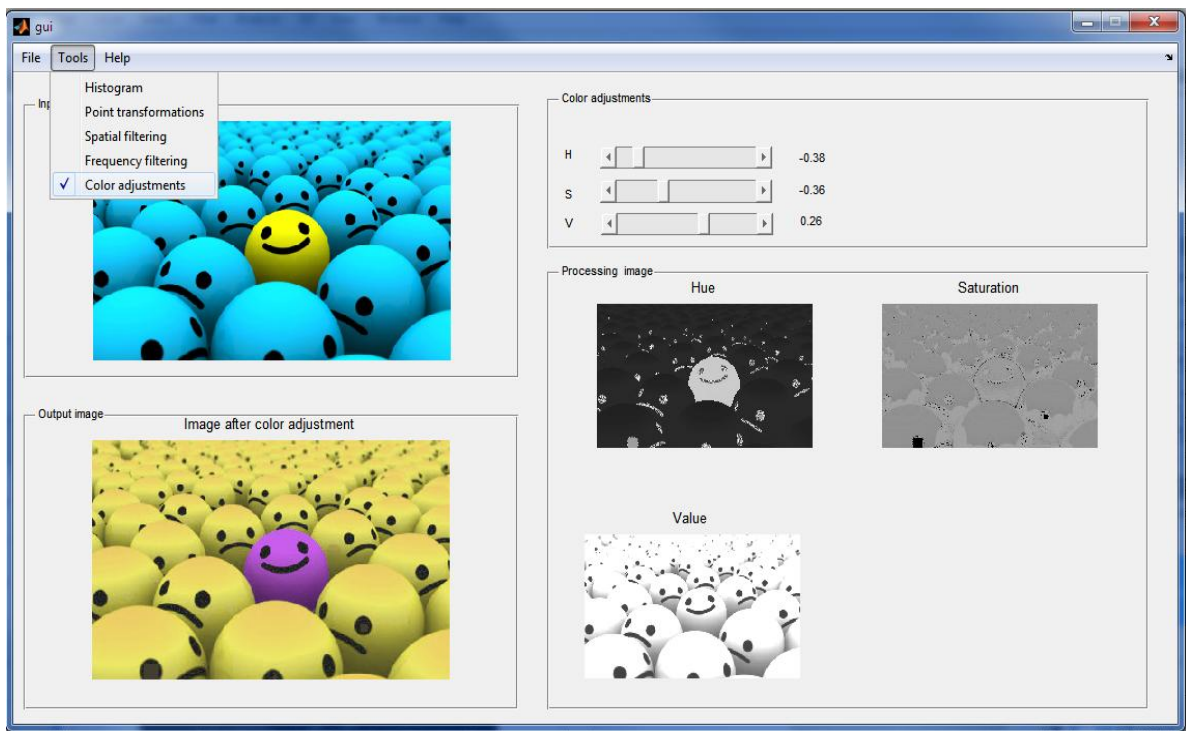 gui
File Tools Help
Histogram
Point transformations
Spatial filtering
Frequency filtering
✓ Color adjustments
Inp
Color adjustments
H -0.38
S -0.36
V 0.26
Processing image
Hue Saturation
Value
Output image
Image after color adjustment